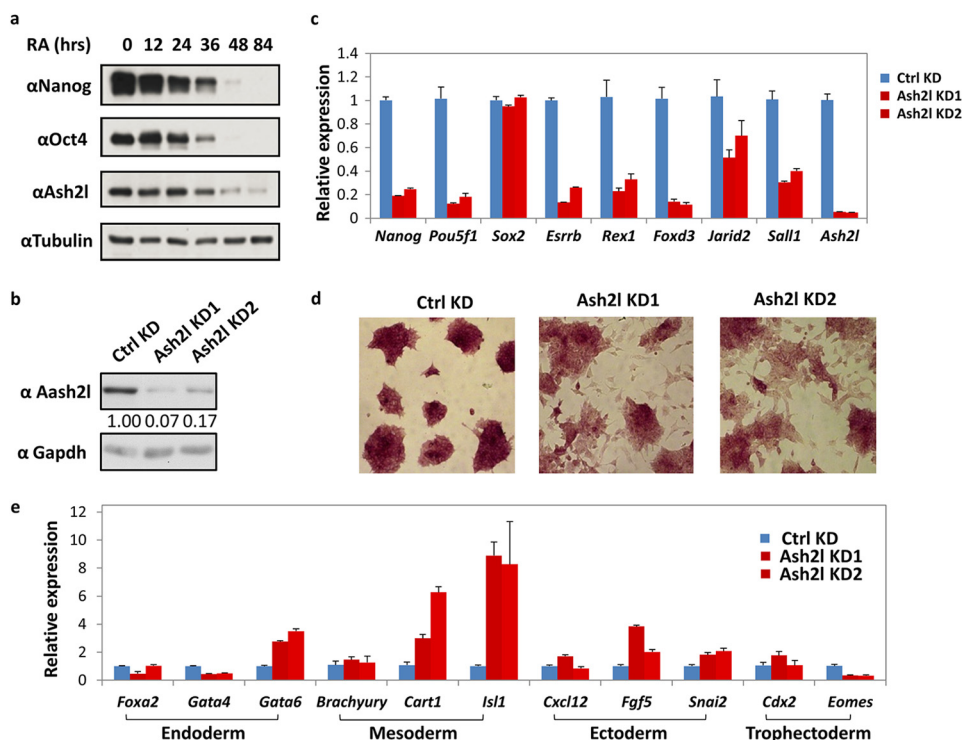 a
RA (hrs) 0 12 24 36 48 84
αNanog
αOct4
αAsh2l
αTubulin
b
Ctrl KD
Ash2l KD1
Ash2l KD2
α Aash2l
1.00 0.07 0.17
α Gapdh
c
Relative expression
1.4
1.2
1
0.8
0.6
0.4
0.2
0
Ctrl KD
Ash2l KD1
Ash2l KD2
Nanog Pou5f1 Sox2 Esrrb Rex1 Foxd3 Jarid2 Sall1 Ash2l
d
Ctrl KD Ash2l KD1 Ash2l KD2
e
Relative expression
12
10
8
6
4
2
0
Ctrl KD
Ash2l KD1
Ash2l KD2
Foxa2 Gata4 Gata6 Brachyury Cart1 Isl1 Cxcl12 Fgf5 Snai2 Cdx2 Eomes
Endoderm Mesoderm Ectoderm Trophectoderm